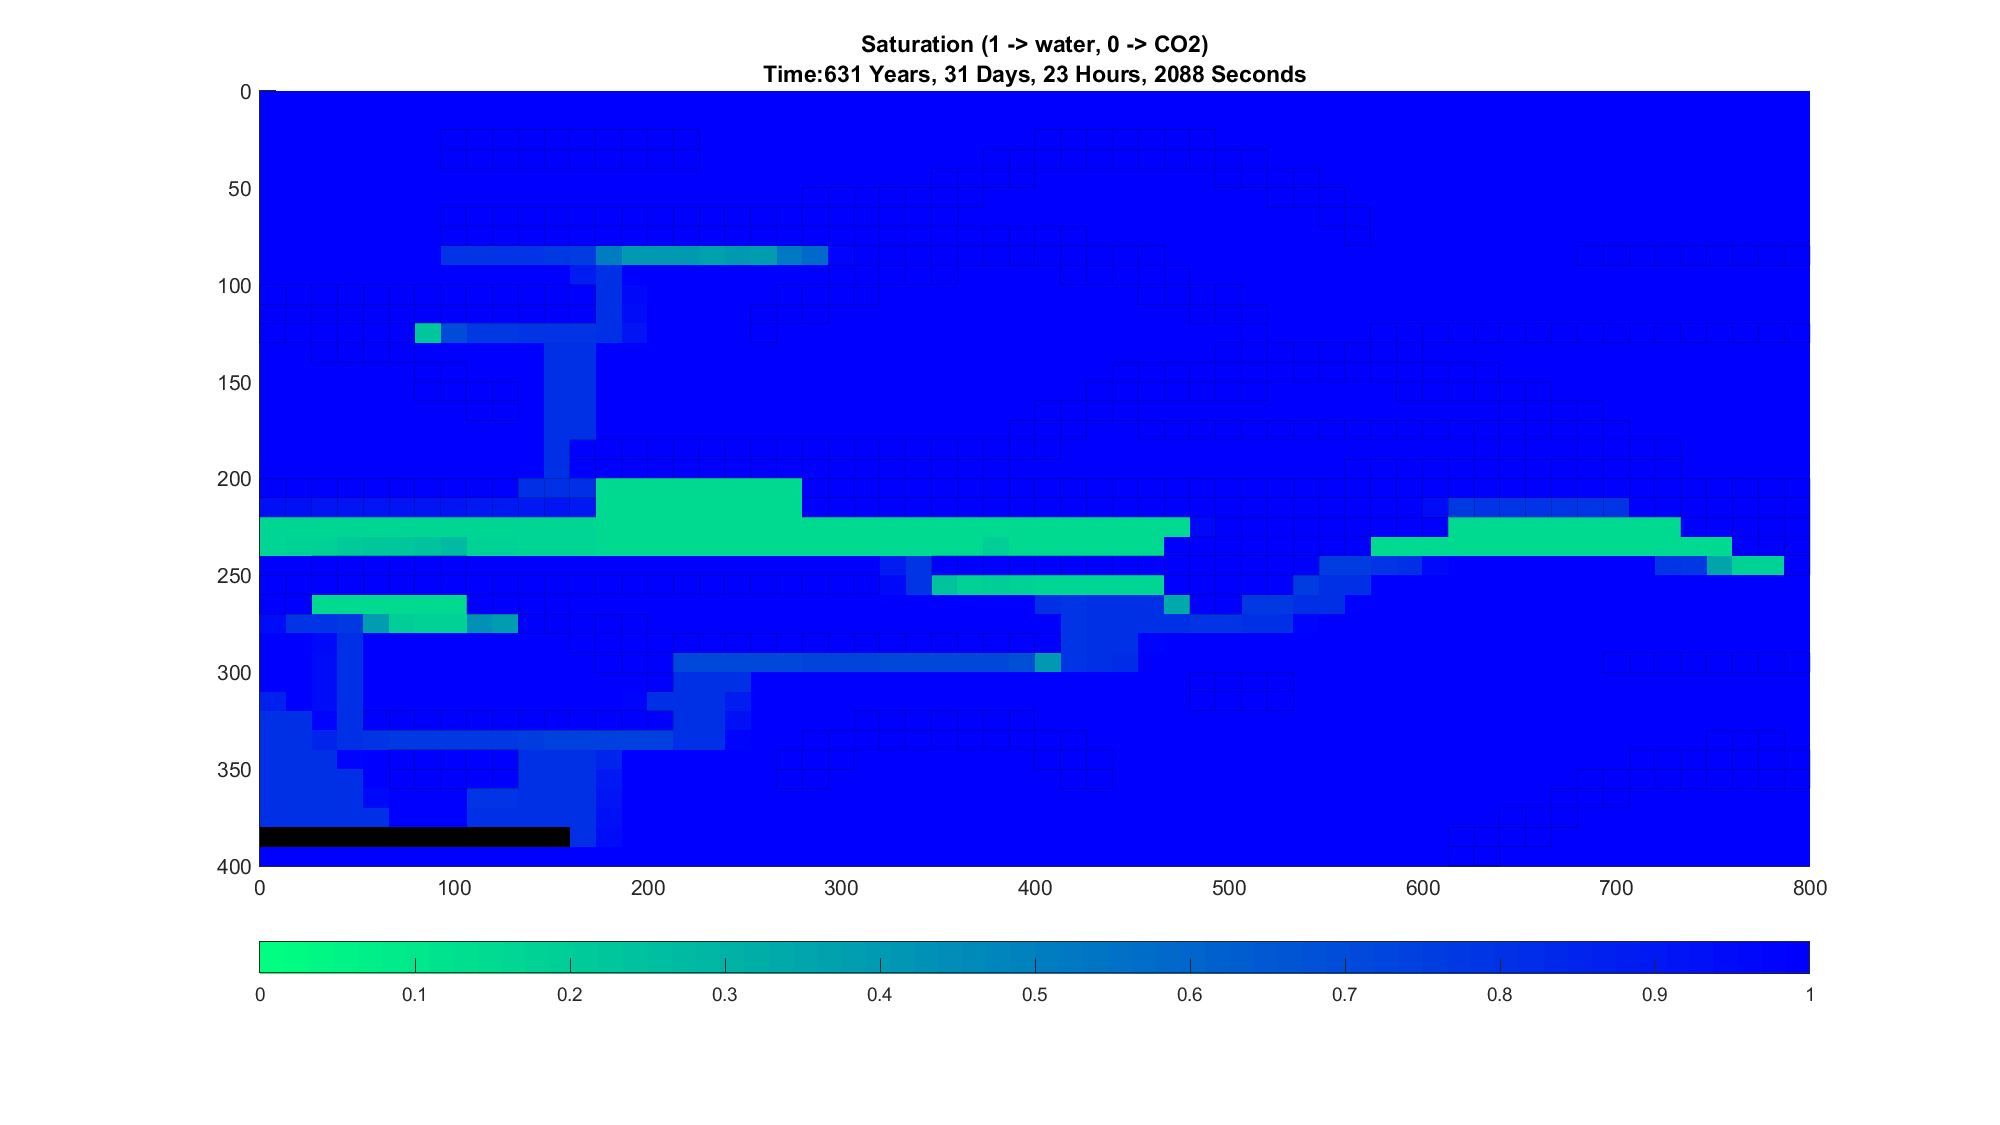 Saturation (1 -> water, 0 -> CO2)
Time:631 Years, 31 Days, 23 Hours, 2088 Seconds
0
50
100
150
200
250
300
350
400
0 100 200 300 400 500 600 700 800
0 0.1 0.2 0.3 0.4 0.5 0.6 0.7 0.8 0.9 1